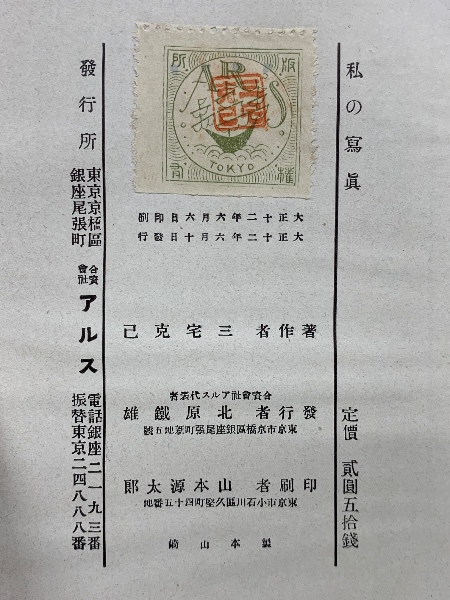 私の寫眞
定價 貳圓五拾錢
版權所有
ARS
TOKYO
大正十二年六月六日印刷
大正十二年六月十日發行
著作者 三宅克己
合資會社アルス代表者
發行者 北原鐵雄
東京市京橋區銀座尾張町新地五號
印刷者 山本源太郎
東京市小石川區久堅町四十五番地
製本 山
發行所
東京京橋區
銀座尾張町
合資
會社
アルス
電話銀座二一九三番
振替東京二四八八八番